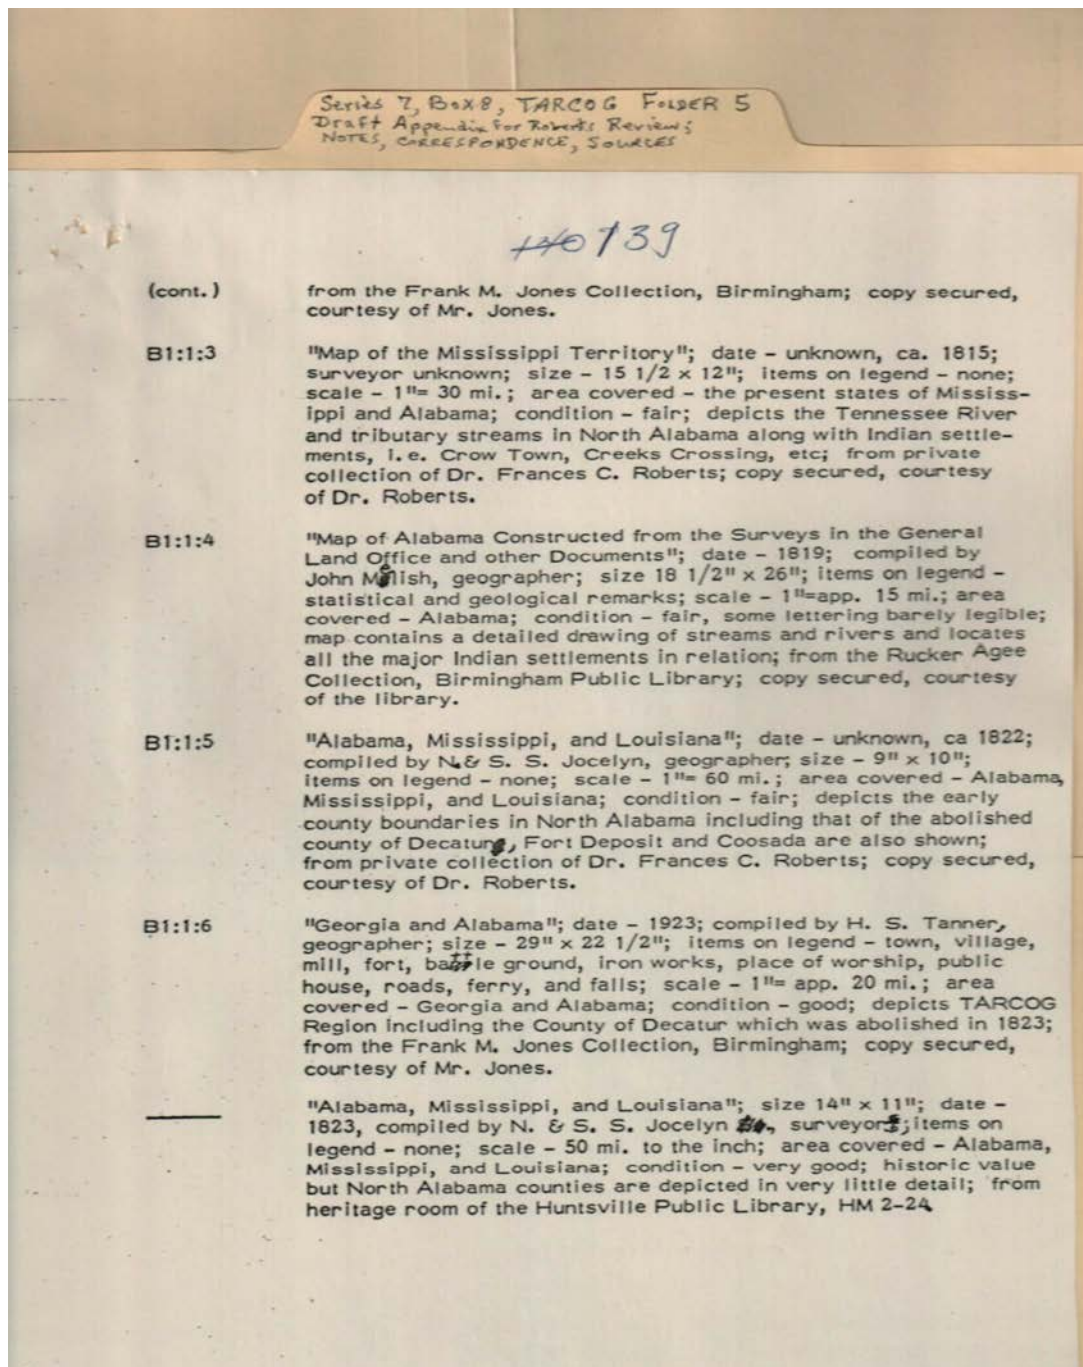 Series 7, Box 8, TARCOG FOLDER 5
Draft Appendix for Roberts Review;
NOTES, CORRESPONDENCE, SOURCES
140 139
(cont.) from the Frank M. Jones Collection, Birmingham; copy secured,
courtesy of Mr. Jones.
B1:1:3 "Map of the Mississippi Territory"; date - unknown, ca. 1815;
surveyor unknown; size - 15 1/2 x 12"; items on legend - none;
scale - 1"= 30 mi.; area covered - the present states of Mississ-
ippi and Alabama; condition - fair; depicts the Tennessee River
and tributary streams in North Alabama along with Indian settle-
ments, i.e. Crow Town, Creeks Crossing, etc; from private
collection of Dr. Frances C. Roberts; copy secured, courtesy
of Dr. Roberts.
B1:1:4 "Map of Alabama Constructed from the Surveys in the General
Land Office and other Documents"; date - 1819; compiled by
John Melish, geographer; size 18 1/2" x 26"; items on legend -
statistical and geological remarks; scale - 1"=app. 15 mi.; area
covered - Alabama; condition - fair, some lettering barely legible;
map contains a detailed drawing of streams and rivers and locates
all the major Indian settlements in relation; from the Rucker Agee
Collection, Birmingham Public Library; copy secured, courtesy
of the library.
B1:1:5 "Alabama, Mississippi, and Louisiana"; date - unknown, ca 1822;
compiled by N. & S. S. Jocelyn, geographer; size - 9" x 10";
items on legend - none; scale - 1"= 60 mi.; area covered - Alabama,
Mississippi, and Louisiana; condition - fair; depicts the early
county boundaries in North Alabama including that of the abolished
county of Decatur, Fort Deposit and Coosada are also shown;
from private collection of Dr. Frances C. Roberts; copy secured,
courtesy of Dr. Roberts.
B1:1:6 "Georgia and Alabama"; date - 1923; compiled by H. S. Tanner,
geographer; size - 29" x 22 1/2"; items on legend - town, village,
mill, fort, battle ground, iron works, place of worship, public
house, roads, ferry, and falls; scale - 1"= app. 20 mi.; area
covered - Georgia and Alabama; condition - good; depicts TARCOG
Region including the County of Decatur which was abolished in 1823;
from the Frank M. Jones Collection, Birmingham; copy secured,
courtesy of Mr. Jones.
"Alabama, Mississippi, and Louisiana"; size 14" x 11"; date -
1823, compiled by N. & S. S. Jocelyn , surveyors; items on
legend - none; scale - 50 mi. to the inch; area covered - Alabama,
Mississippi, and Louisiana; condition - very good; historic value
but North Alabama counties are depicted in very little detail; from
heritage room of the Huntsville Public Library, HM 2-24.